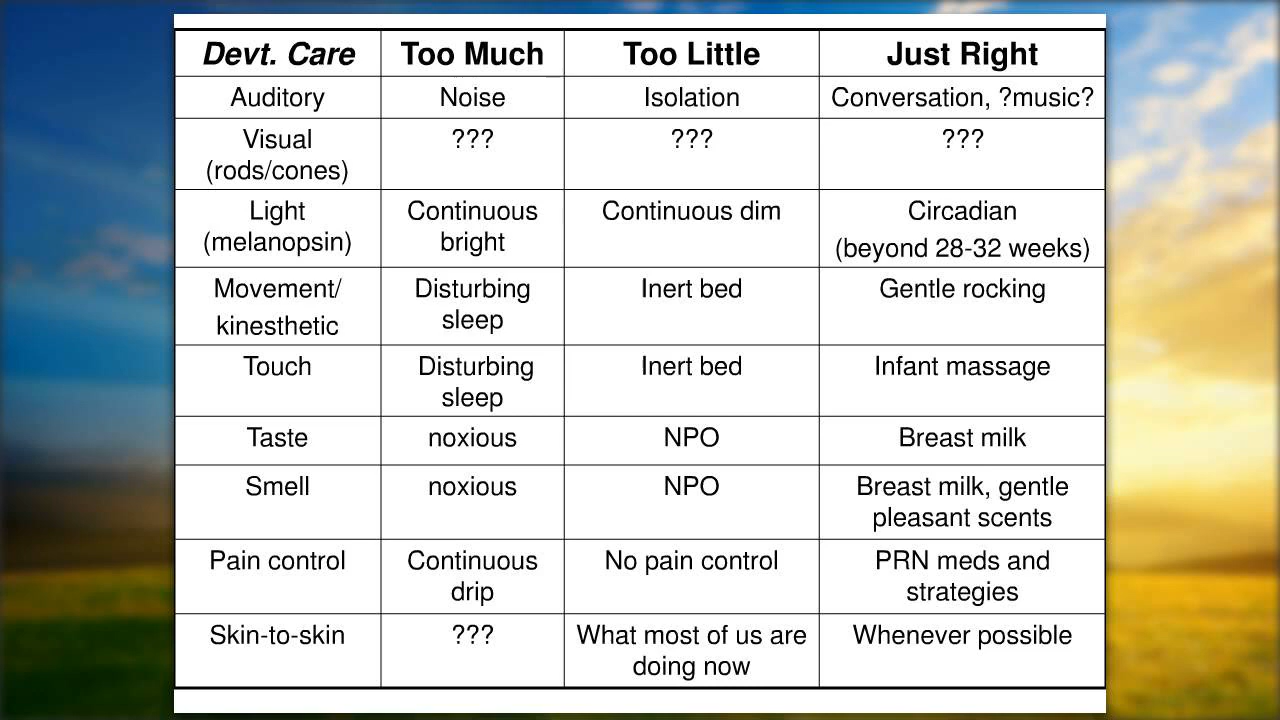 Devt. Care Too Much Too Little Just Right
Auditory Noise Isolation Conversation, ?music?
Visual ??? ??? ???
(rods/cones)
Light Continuous Continuous dim Circadian
(melanopsin) bright (beyond 28-32 weeks)
Movement/ Disturbing Inert bed Gentle rocking
kinesthetic sleep
Touch Disturbing Inert bed Infant massage
sleep
Taste noxious NPO Breast milk
Smell noxious NPO Breast milk, gentle
pleasant scents
Pain control Continuous No pain control PRN meds and
drip strategies
Skin-to-skin ??? What most of us are Whenever possible
doing now